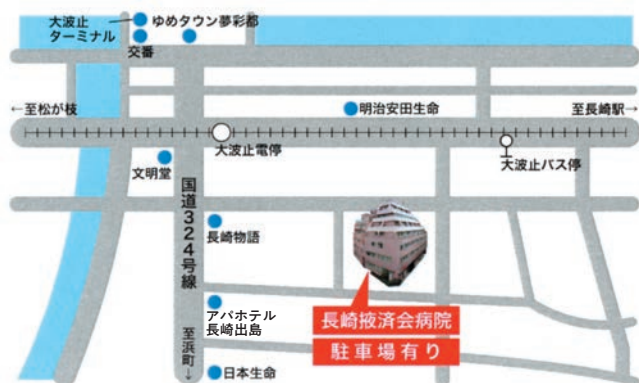 大波止
ターミナル
ゆめタウン夢彩都
交番
←至松が枝
明治安田生命
至長崎駅→
大波止電停
大波止バス停
文明堂
国道324号線
長崎物語
アパホテル
長崎出島
長崎掖済会病院
駐車場有り
至浜町→
日本生命